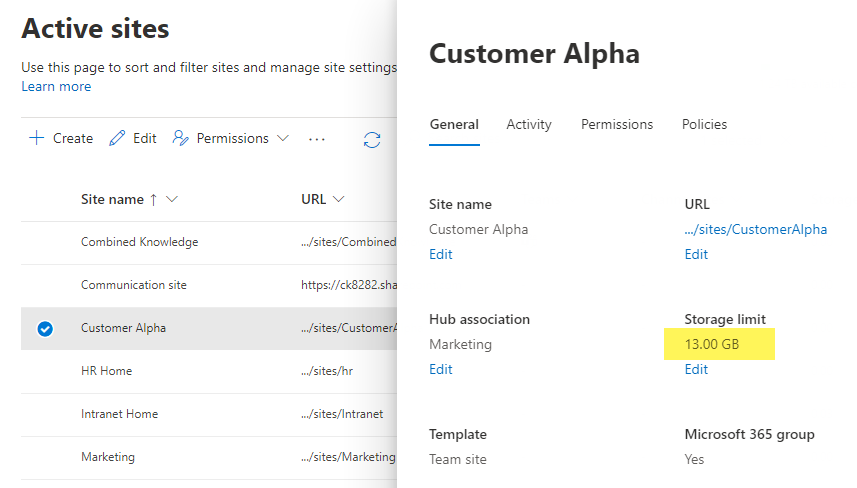 Active sites
Use this page to sort and filter sites and manage site settings
Learn more
Create Edit Permissions ...
Site name ↑ URL
Combined Knowledge .../sites/Combined
Communication site https://ck8282.sha
Customer Alpha .../sites/Customer
HR Home .../sites/hr
Intranet Home .../sites/Intranet
Marketing .../sites/Marketing
Customer Alpha
General Activity Permissions Policies
Site name URL
Customer Alpha .../sites/CustomerAlpha
Edit Edit
Hub association Storage limit
Marketing 13.00 GB
Edit Edit
Template Microsoft 365 group
Team site Yes